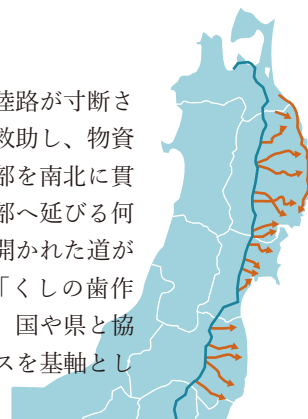 陸路が寸断さ
救助し、物資
部を南北に貫
部へ延びる何
開かれた道が
「くしの歯作
国や県と協
スを基軸とし